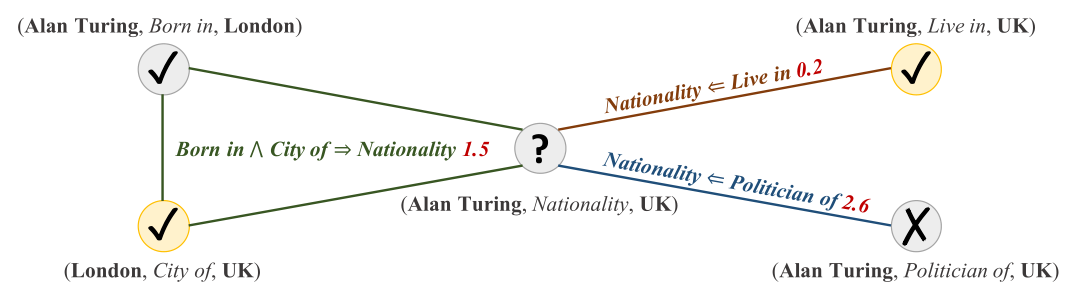 (Alan Turing, Born in, London)
(Alan Turing, Live in, UK)
Nationality ⇐ Live in 0.2
Born in ∧ City of ⇒ Nationality 1.5
?
Nationality ⇐ Politician of 2.6
(Alan Turing, Nationality, UK)
(London, City of, UK)
(Alan Turing, Politician of, UK)